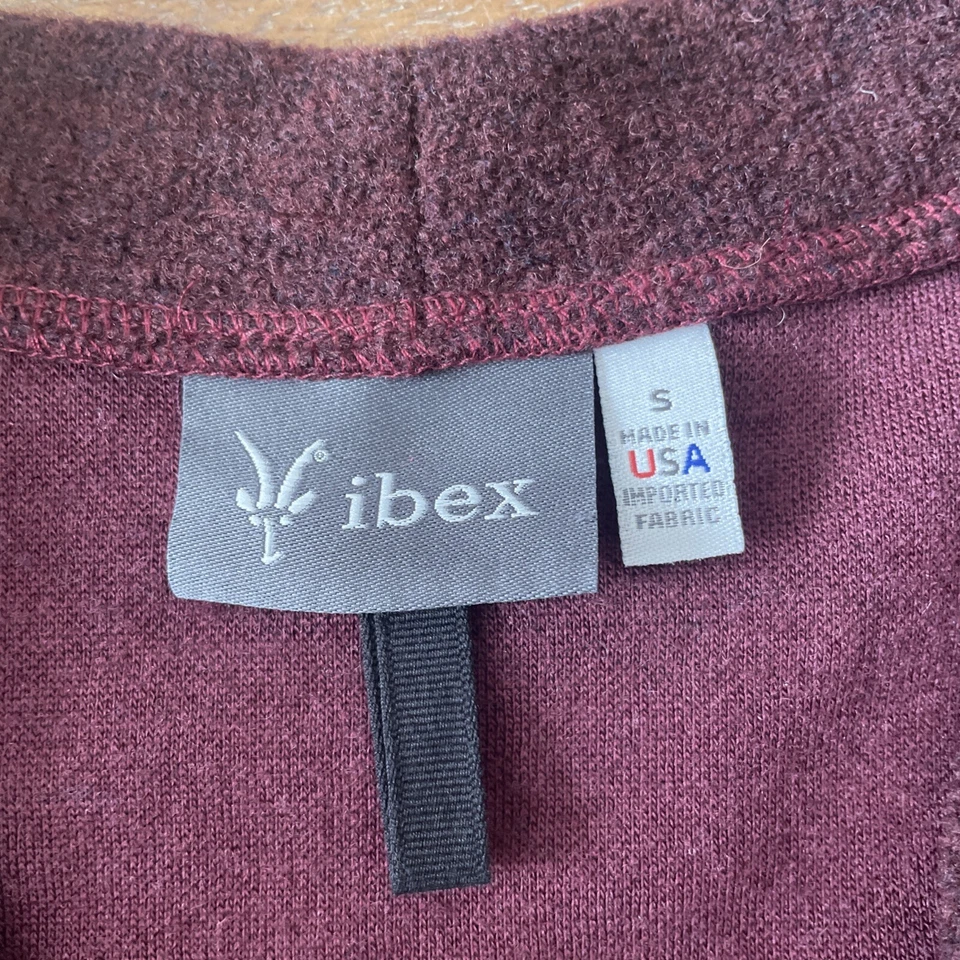 ® ibex
S
MADE IN
USA
IMPORTED
FABRIC